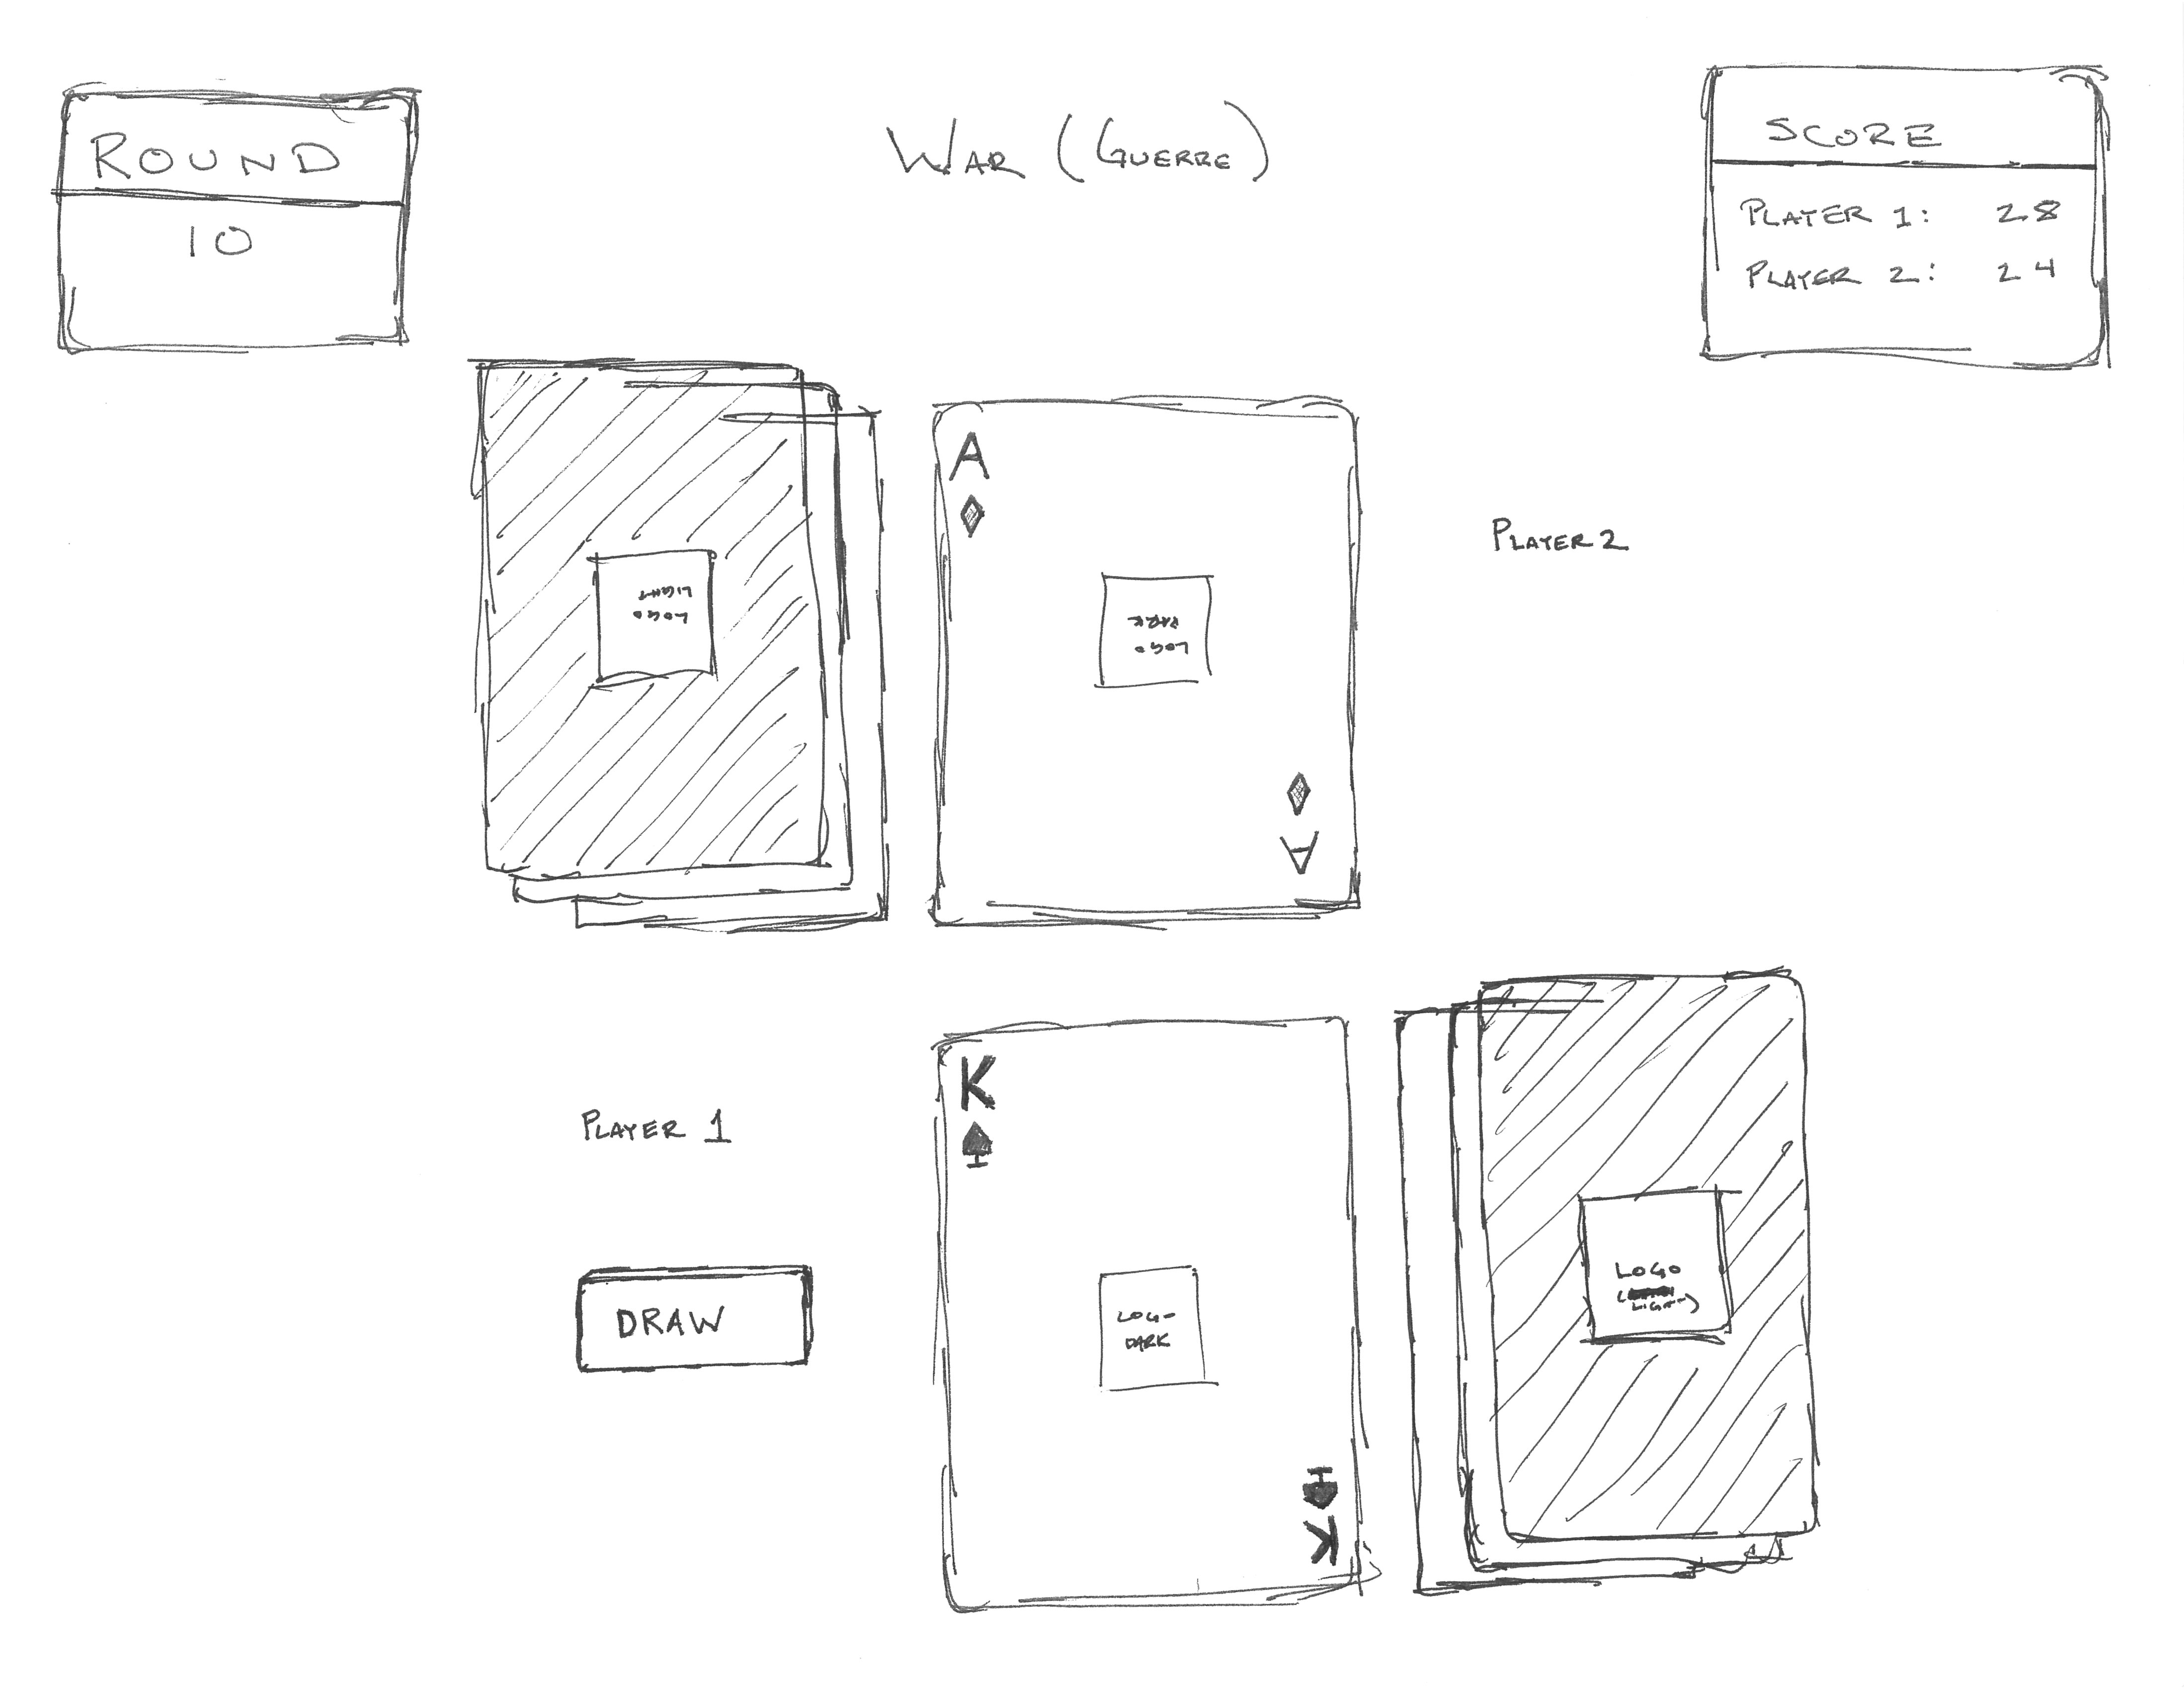 ROUND
10
WAR (GUERRE)
SCORE
PLAYER 1: 28
PLAYER 2: 24
LOGO
LIGHT
A
LOGO
DARK
A
PLAYER 2
PLAYER 1
DRAW
K
LOGO
DARK
K
LOGO
LIGHT)